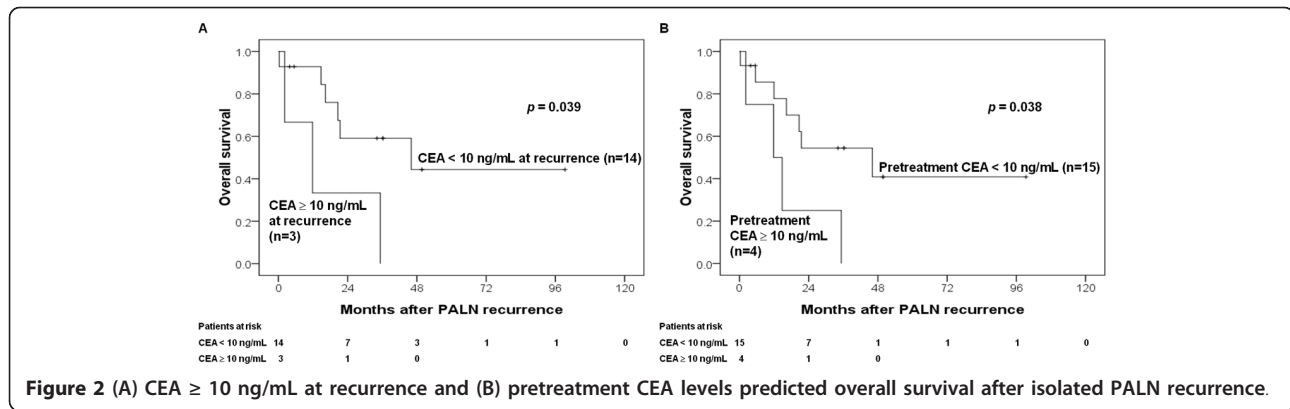 A
B
1.0
0.8
0.6
0.4
0.2
0.0
Overall survival
p = 0.039
CEA < 10 ng/mL at recurrence (n=14)
CEA ≥ 10 ng/mL
at recurrence
(n=3)
0 24 48 72 96 120
Months after PALN recurrence
Patients at risk
CEA < 10 ng/mL 14 7 3 1 1 0
CEA ≥ 10 ng/mL 3 1 0
1.0
0.8
0.6
0.4
0.2
0.0
Overall survival
p = 0.038
Pretreatment CEA < 10 ng/mL (n=15)
Pretreatment
CEA ≥ 10 ng/mL
(n=4)
0 24 48 72 96 120
Months after PALN recurrence
Patients at risk
CEA < 10 ng/mL 15 7 1 1 1 0
CEA ≥ 10 ng/mL 4 1 0
Figure 2 (A) CEA ≥ 10 ng/mL at recurrence and (B) pretreatment CEA levels predicted overall survival after isolated PALN recurrence.